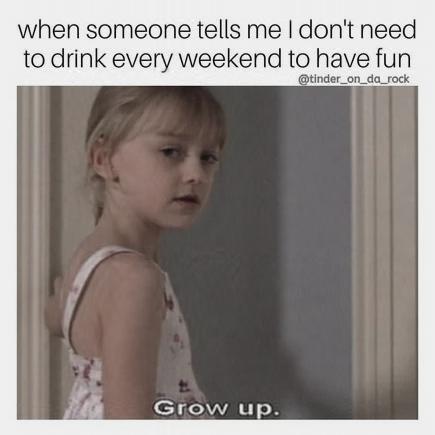 when someone tells me I don't need
to drink every weekend to have fun
@tinder_on_da_rock
Grow up.